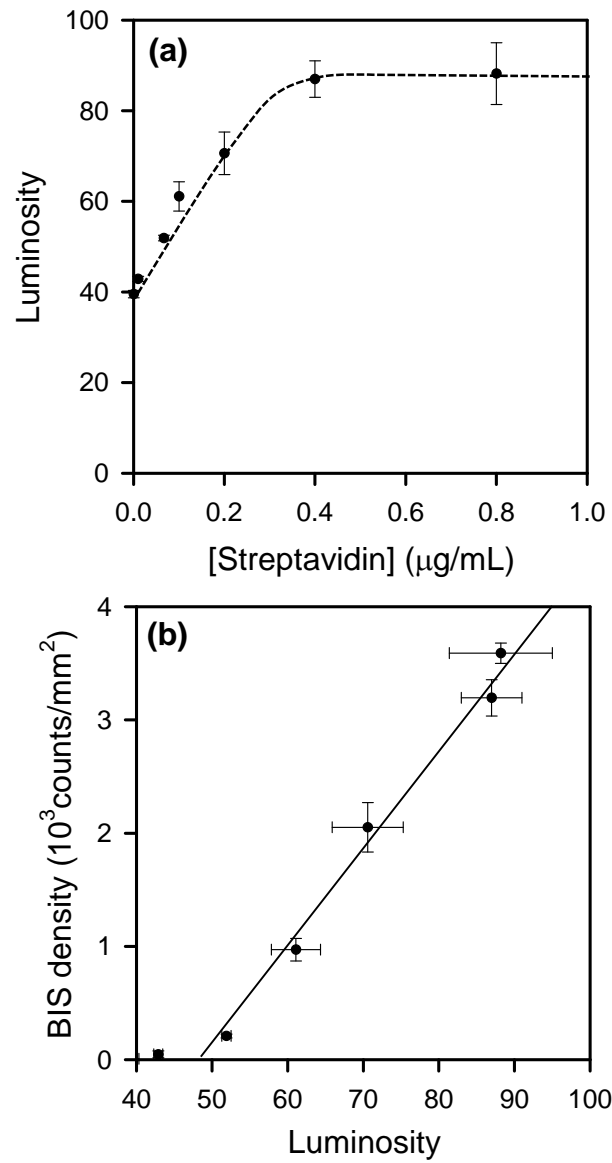 (a)
Luminosity
100
80
60
40
20
0
0.0 0.2 0.4 0.6 0.8 1.0
[Streptavidin] (μg/mL)
(b)
BIS density (10³counts/mm²)
4
3
2
1
0
40 50 60 70 80 90 100
Luminosity